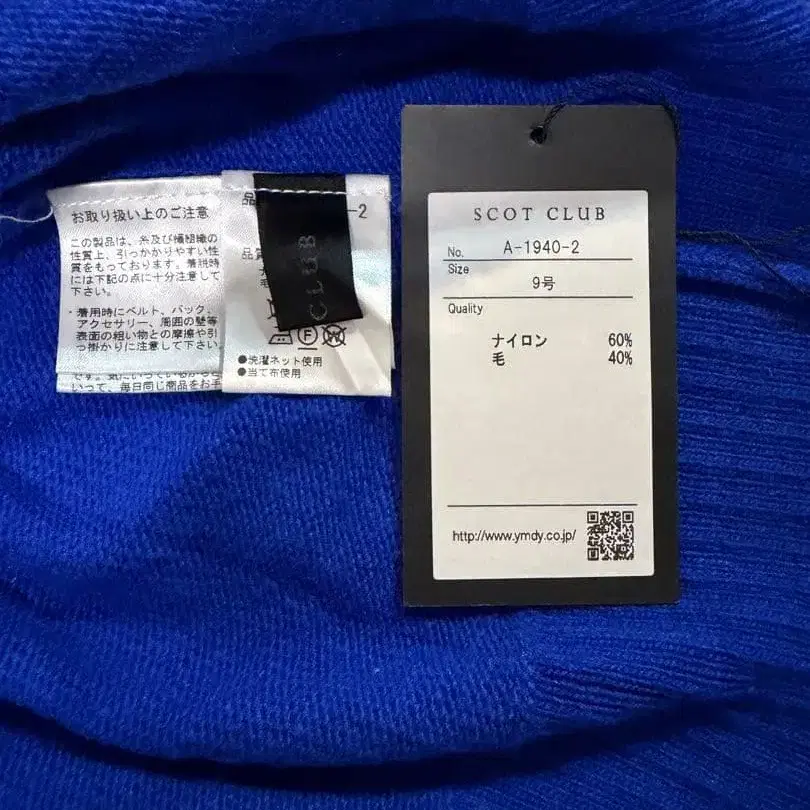 お取り扱い上のご注意
この製品は、糸及び編組織の
性質上、引っかかりやすい性
質をもっております。着脱時
には下記の点に十分注意して
下さい。
・着用時にベルト、バック、
アクセサリー、周囲の壁等
表面の粗い物との摩擦や引
っ掛かりに注意して下さい。
いって、毎日同じ商品をお手
品
-2
品
毛
CLUB
●洗濯ネット使用
●当て布使用
SCOT CLUB
No. A-1940-2
Size
9号
Quality
ナイロン 60%
毛 40%
http://www.ymdy.co.jp/